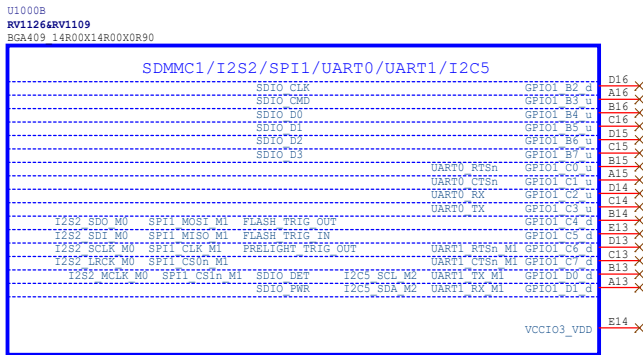 U1000B
RV1126&RV1109
BGA409_14R00X14R00X0R90
SDMMC1/I2S2/SPI1/UART0/UART1/I2C5
SDIO_CLK GPIO1_B2_d D16
SDIO_CMD GPIO1_B3_u A16
SDIO_D0 GPIO1_B4_u B16
SDIO_D1 GPIO1_B5_u C16
SDIO_D2 GPIO1_B6_u D15
SDIO_D3 GPIO1_B7_u C15
UART0_RTSn GPIO1_C0_u B15
UART0_CTSn GPIO1_C1_u A15
UART0_RX GPIO1_C2_u D14
UART0_TX GPIO1_C3_u C14
I2S2_SDO_M0 SPI1_MOSI_M1 FLASH_TRIG_OUT GPIO1_C4_d B14
I2S2_SDI_M0 SPI1_MISO_M1 FLASH_TRIG_IN GPIO1_C5_d E13
I2S2_SCLK_M0 SPI1_CLK_M1 PRELIGHT_TRIG_OUT UART1_RTSn_M1 GPIO1_C6_d D13
I2S2_LRCK_M0 SPI1_CS0n_M1 UART1_CTSn_M1 GPIO1_C7_d C13
I2S2_MCLK_M0 SPI1_CS1n_M1 SDIO_DET I2C5_SCL_M2 UART1_TX_M1 GPIO1_D0_d B13
SDIO_PWR I2C5_SDA_M2 UART1_RX_M1 GPIO1_D1_d A13
VCCIO3_VDD E14